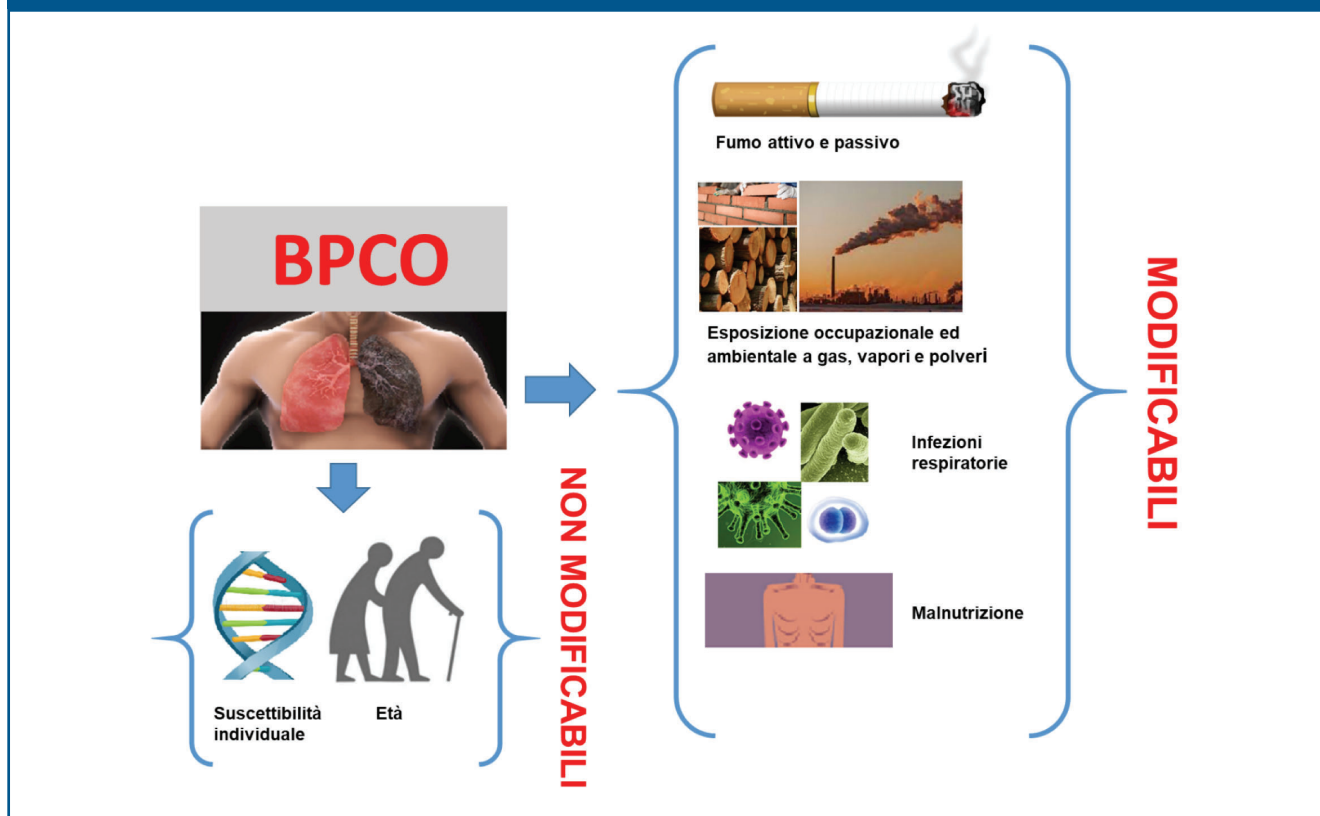 BPCO
Fumo attivo e passivo
Esposizione occupazionale ed
ambientale a gas, vapori e polveri
Infezioni
respiratorie
Malnutrizione
MODIFICABILI
Suscettibilità
individuale
Età
NON MODIFICABILI